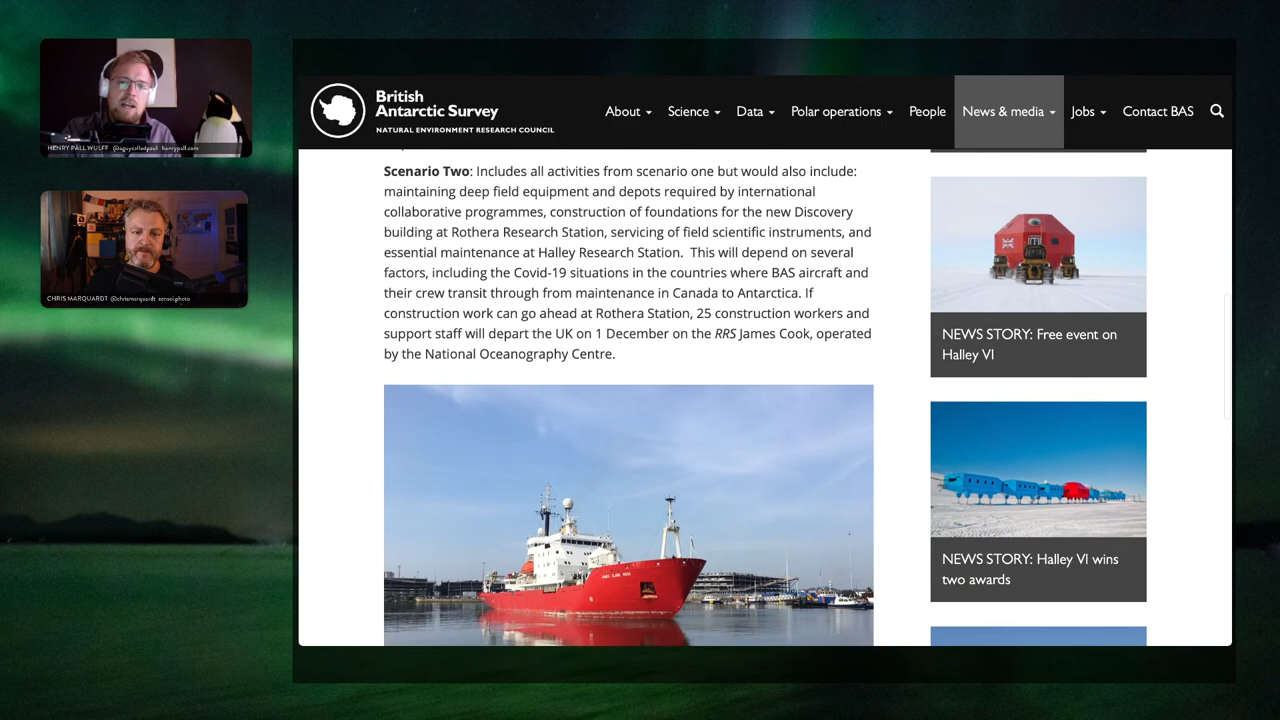 HENRY PÁLL WULFF @aguycalledpaul henrypall.com
CHRIS MARQUARDT @chrismarquardt sensei.photo
British
Antarctic Survey
NATURAL ENVIRONMENT RESEARCH COUNCIL
About Science Data Polar operations People News & media Jobs Contact BAS
Scenario Two: Includes all activities from scenario one but would also include:
maintaining deep field equipment and depots required by international
collaborative programmes, construction of foundations for the new Discovery
building at Rothera Research Station, servicing of field scientific instruments, and
essential maintenance at Halley Research Station. This will depend on several
factors, including the Covid-19 situations in the countries where BAS aircraft and
their crew transit through from maintenance in Canada to Antarctica. If
construction work can go ahead at Rothera Station, 25 construction workers and
support staff will depart the UK on 1 December on the RRS James Cook, operated
by the National Oceanography Centre.
JAMES CLARK ROSS
NEWS STORY: Free event on
Halley VI
NEWS STORY: Halley VI wins
two awards